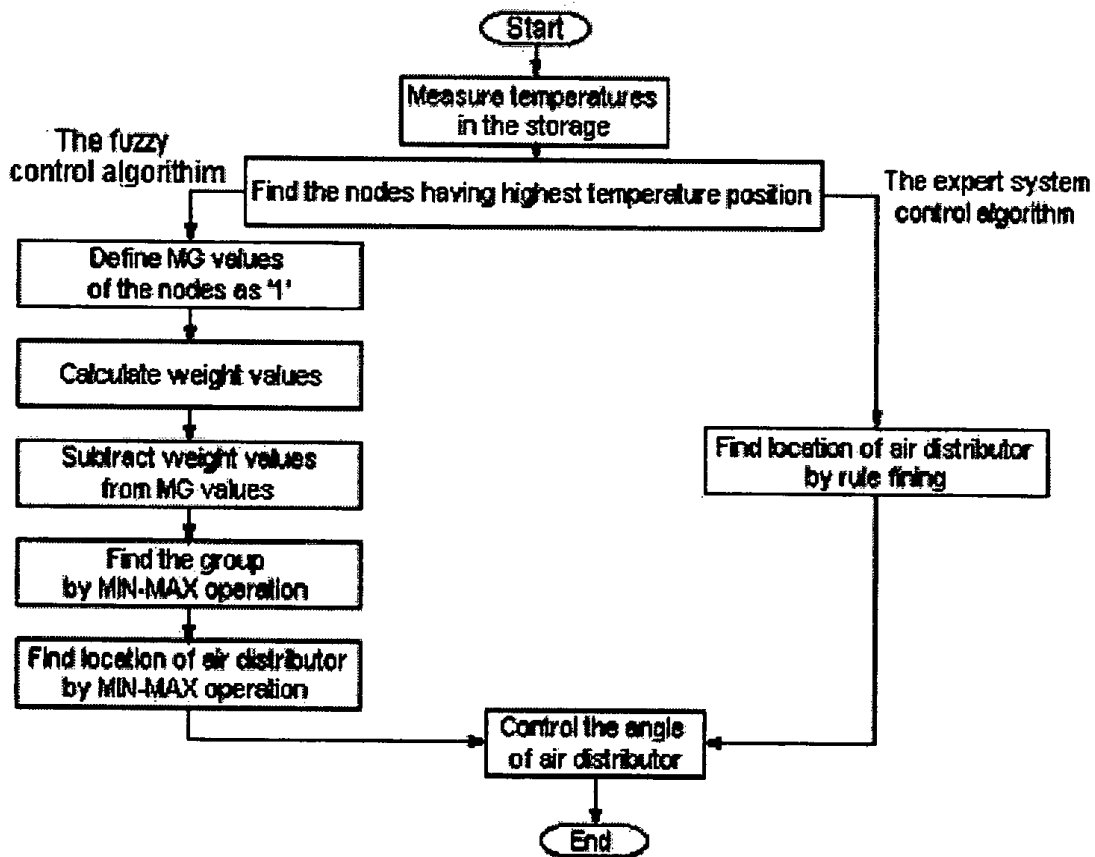 Start
Measure temperatures
in the storage
The fuzzy
control algorithim
Find the nodes having highest temperature position
The expert system
control algorithm
Define MG values
of the nodes as '1'
Calculate weight values
Subtract weight values
from MG values
Find location of air distributor
by rule fining
Find the group
by MIN-MAX operation
Find location of air distributor
by MIN-MAX operation
Control the angle
of air distributor
End